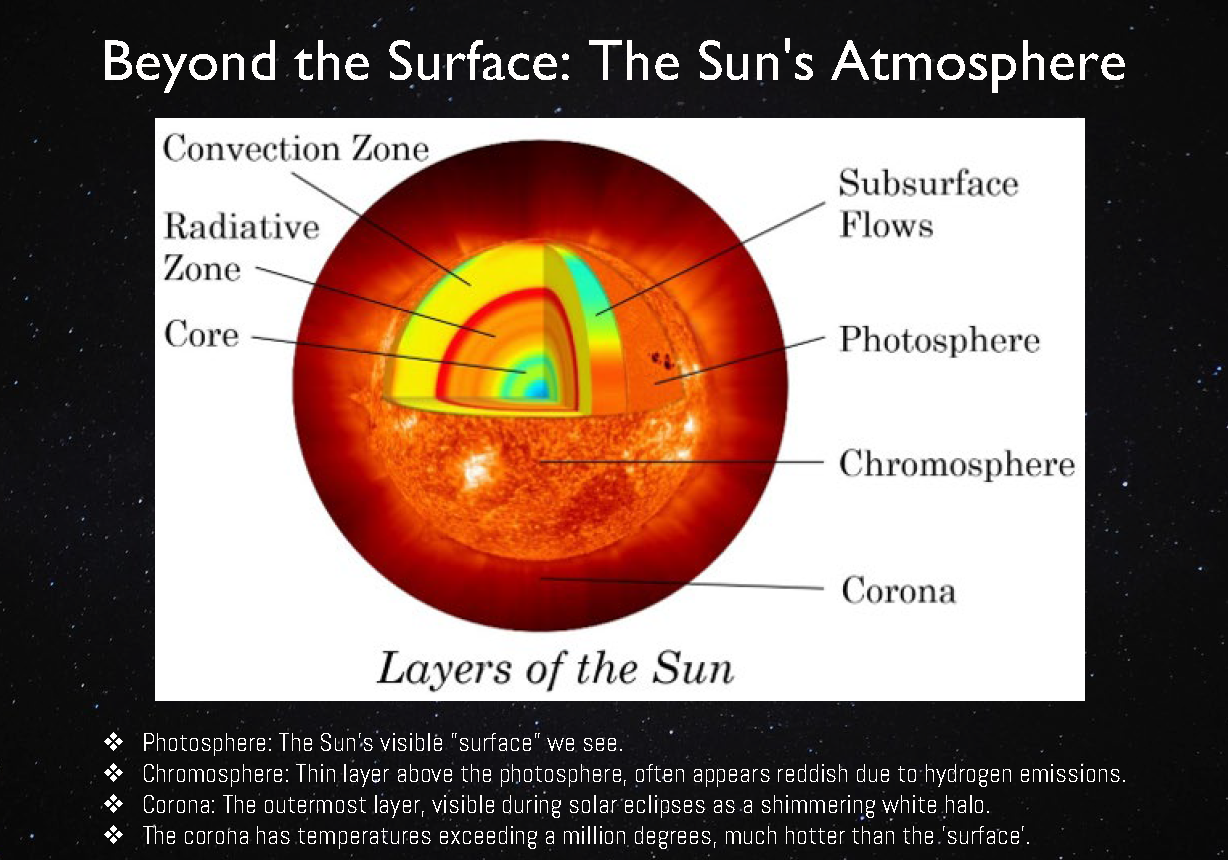 Beyond the Surface: The Sun's Atmosphere
Convection Zone
Radiative
Zone
Core
Subsurface
Flows
Photosphere
Chromosphere
Corona
Layers of the Sun
❖ Photosphere: The Sun's visible "surface" we see.
❖ Chromosphere: Thin layer above the photosphere, often appears reddish due to hydrogen emissions.
❖ Corona: The outermost layer, visible during solar eclipses as a shimmering white halo.
❖ The corona has temperatures exceeding a million degrees, much hotter than the 'surface'.